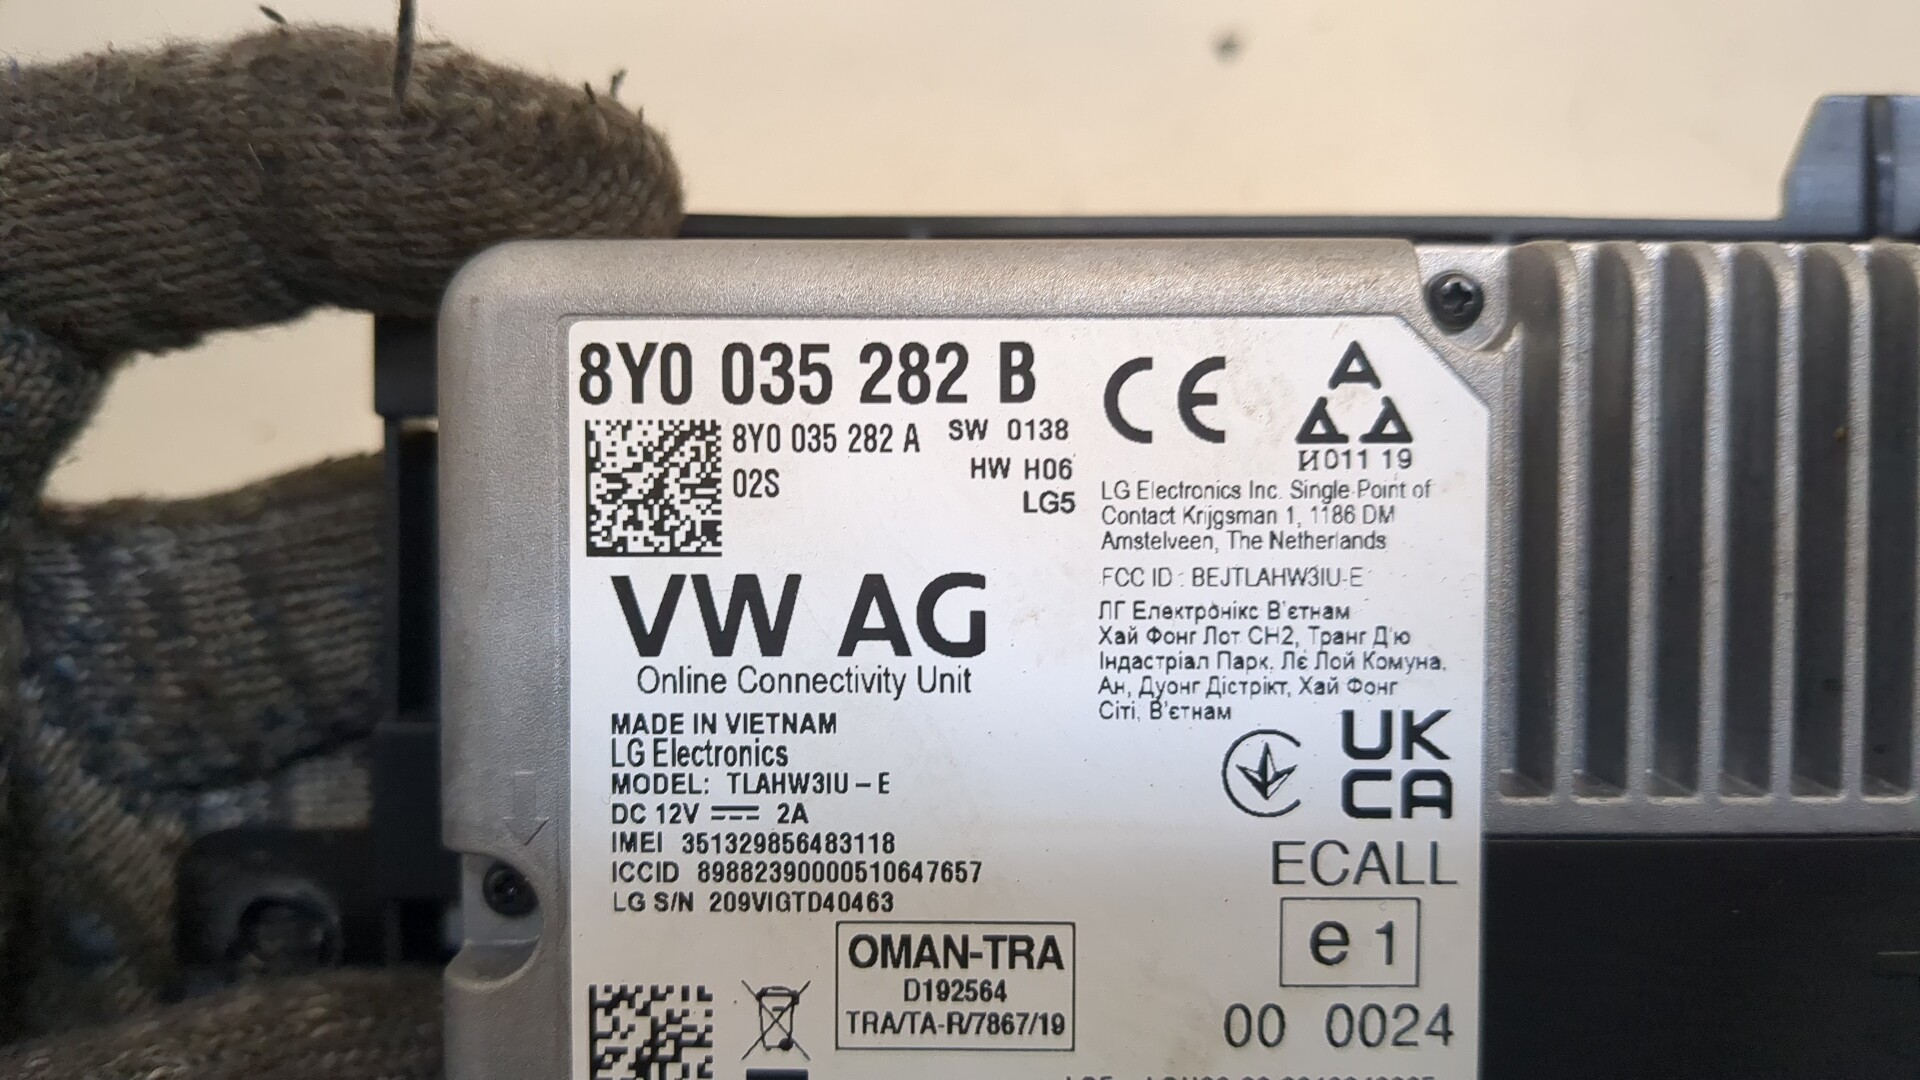 8Y0 035 282 B
8Y0 035 282 A
02S
SW 0138
HW H06
LG5
VW AG
Online Connectivity Unit
MADE IN VIETNAM
LG Electronics
MODEL: TLAHW3IU-E
DC 12V ⎓ 2A
IMEI 351329856483118
ICCID 89882390000510647657
LG S/N 209VIGTD40463
OMAN-TRA
D192564
TRA/TA-R/7867/19
CE
И011 19
LG Electronics Inc. Single Point of
Contact Krijgsman 1, 1186 DM
Amstelveen, The Netherlands
FCC ID : BEJTLAHW3IU-E
ЛГ Електронікс В'єтнам
Хай Фонг Лот СН2, Транг Д'ю
Індастріал Парк, Лє Лой Комуна,
Ан, Дуонг Дістрікт, Хай Фонг
Сіті, В'єтнам
UK
CA
ECALL
e1
00 0024